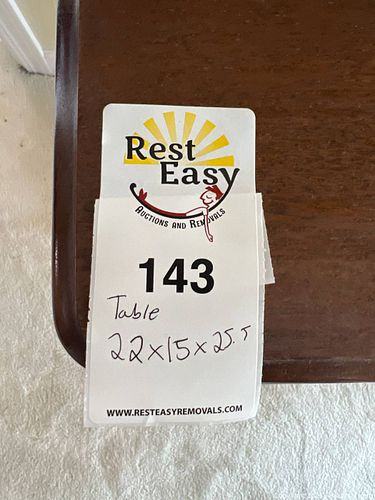 Rest
Easy
AUCTIONS AND REMOVALS
143
Table
22x15x25.5
WWW.RESTEASYREMOVALS.COM